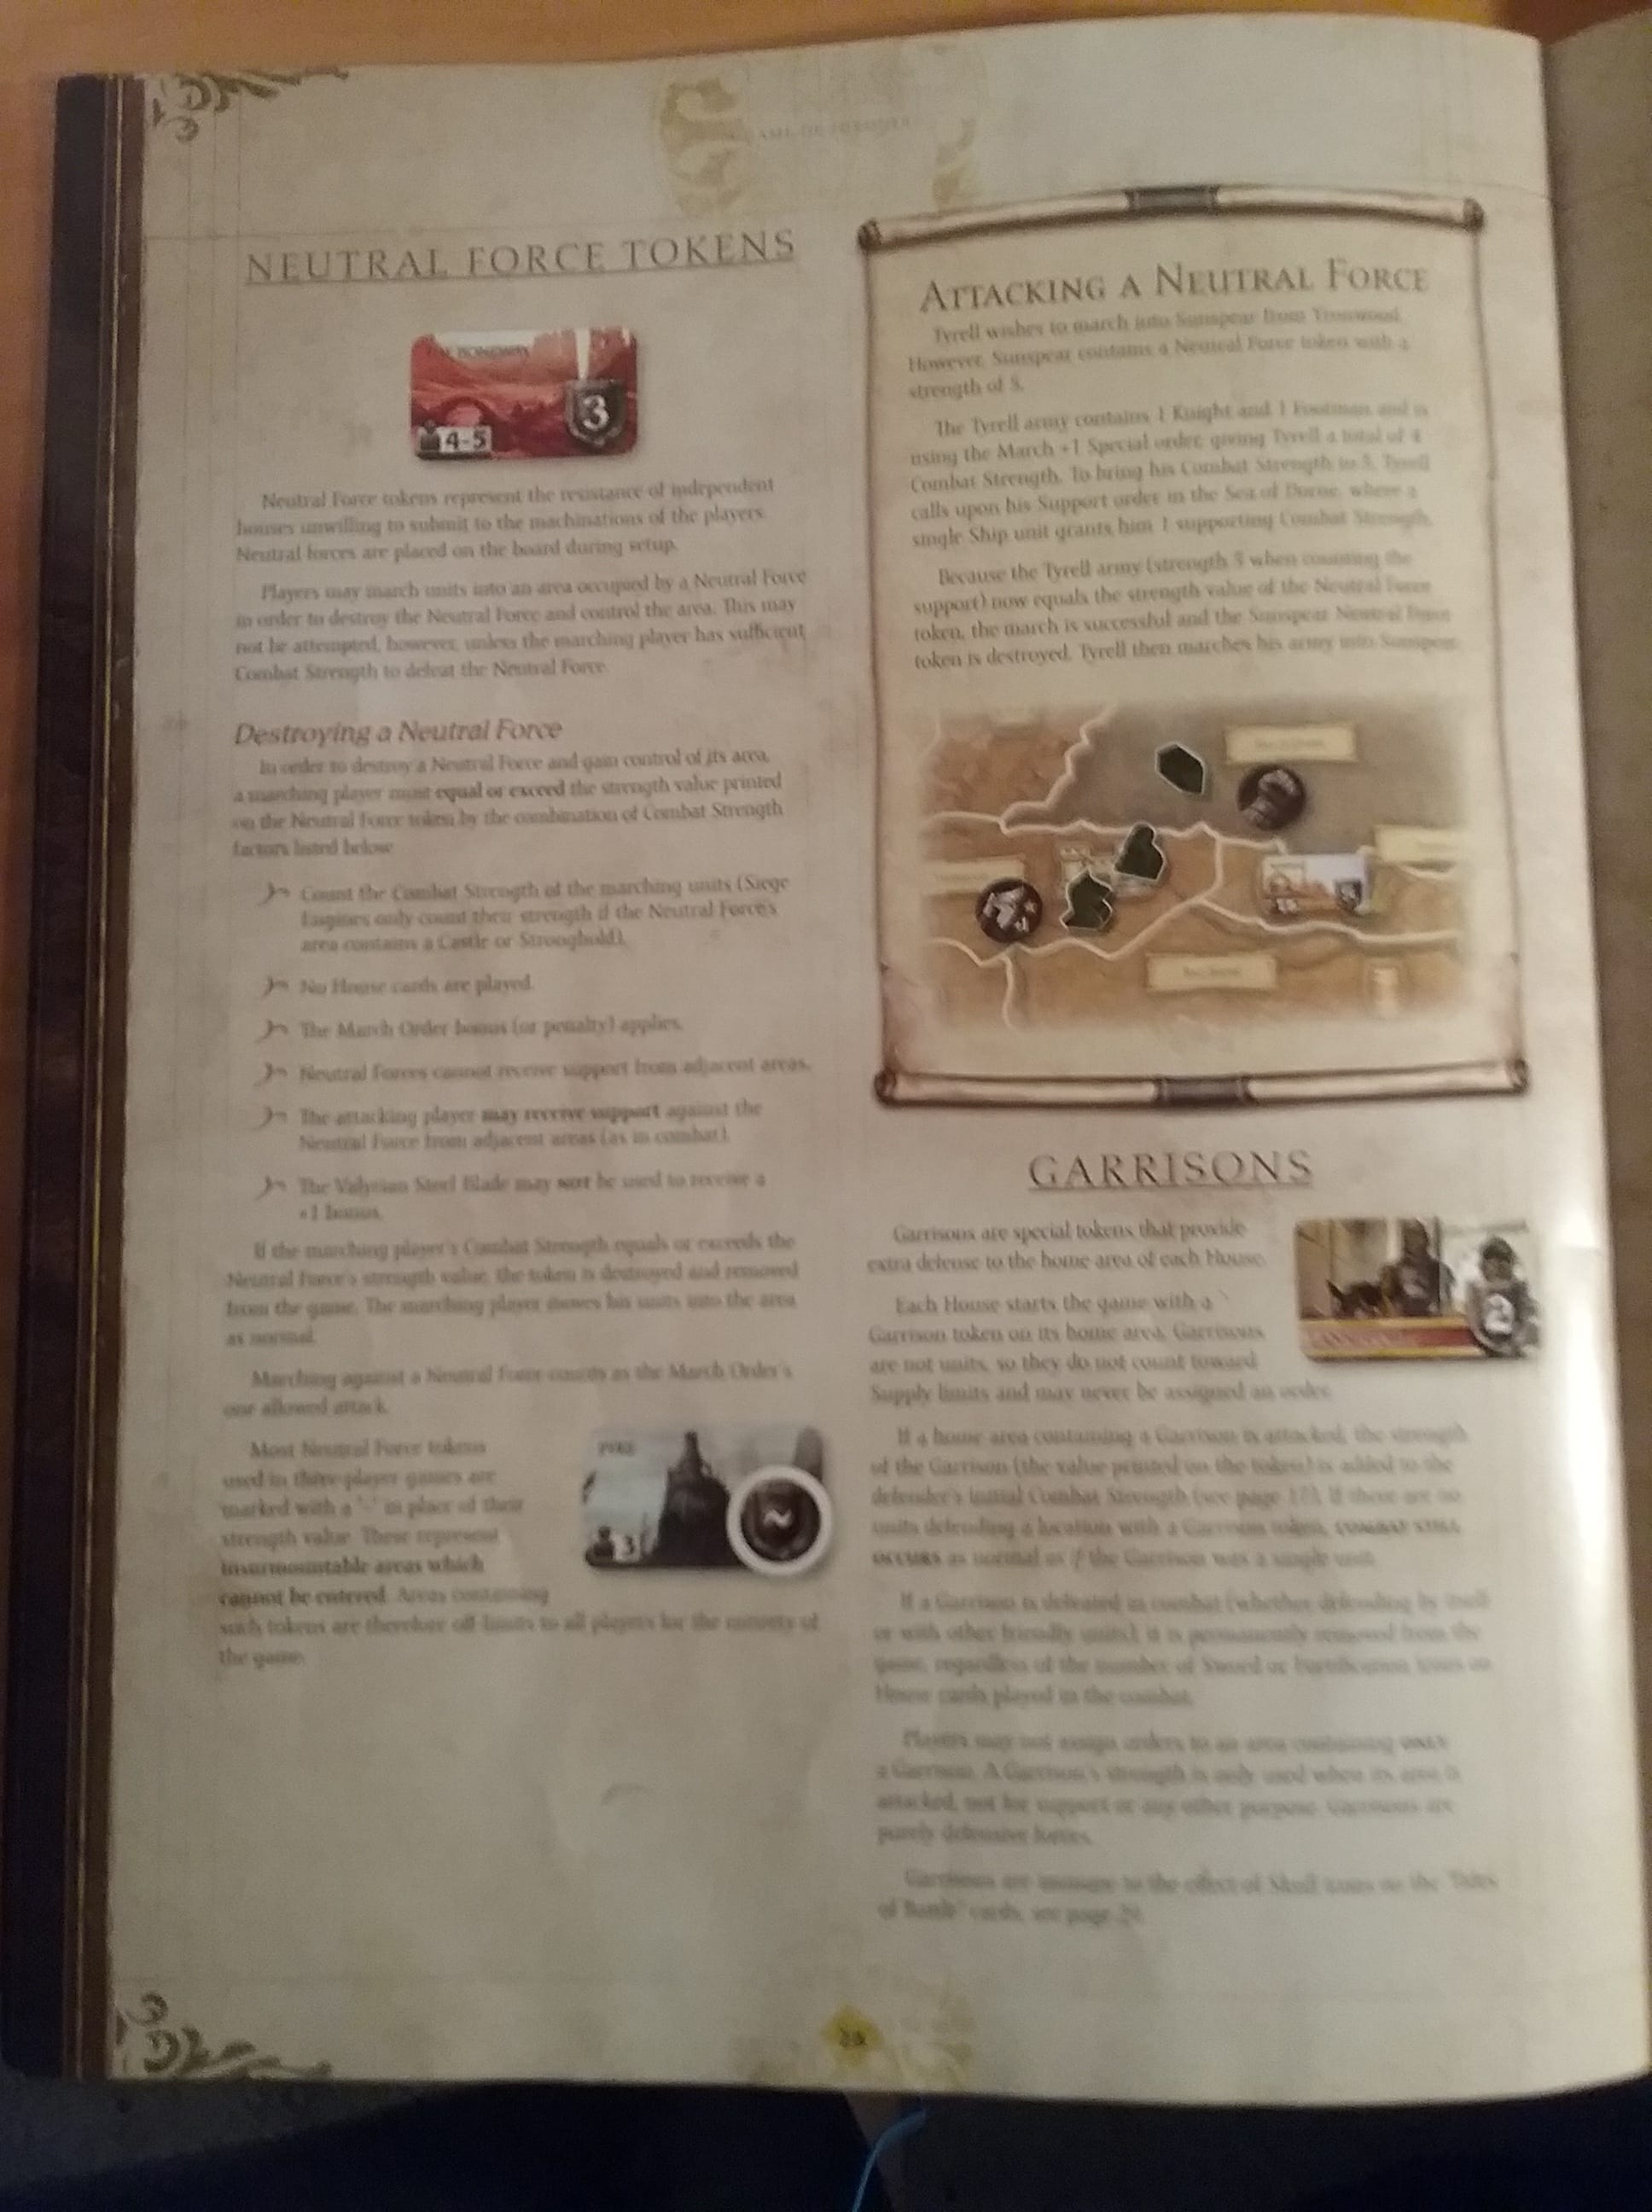 A GAME OF THRONES
NEUTRAL FORCE TOKENS
THE BONEWAY
3
4-5
Neutral Force tokens represent the resistance of independent
houses unwilling to submit to the machinations of the players.
Neutral forces are placed on the board during setup.
Players may march units into an area occupied by a Neutral Force
in order to destroy the Neutral Force and control the area. This may
not be attempted, however, unless the marching player has sufficient
Combat Strength to defeat the Neutral Force.
Destroying a Neutral Force
In order to destroy a Neutral Force and gain control of its area,
a marching player must equal or exceed the strength value printed
on the Neutral Force token by the combination of Combat Strength
factors listed below
Count the Combat Strength of the marching units (Siege
Engines only count their strength if the Neutral Force's
area contains a Castle or Stronghold).
No House cards are played.
The March Order bonus (or penalty) applies.
Neutral Forces cannot receive support from adjacent areas.
The attacking player may receive support against the
Neutral Force from adjacent areas (as in combat).
The Valyrian Steel Blade may not be used to receive a
+1 bonus.
If the marching player's Combat Strength equals or exceeds the
Neutral Force's strength value, the token is destroyed and removed
from the game. The marching player moves his units into the area
as normal.
Marching against a Neutral Force counts as the March Order's
one allowed attack.
Most Neutral Force tokens
used in three-player games are
marked with a "-" in place of their
strength value. These represent
insurmountable areas which
cannot be entered. Areas containing
such tokens are therefore off limits to all players for the entirety of
the game.
PYKE
3
ATTACKING A NEUTRAL FORCE
Tyrell wishes to march into Sunspear from Yronwood.
However, Sunspear contains a Neutral Force token with a
strength of 5.
The Tyrell army contains 1 Knight and 1 Footman and is
using the March +1 Special order, giving Tyrell a total of 4
Combat Strength. To bring his Combat Strength to 5, Tyrell
calls upon his Support order in the Sea of Dorne, where a
single Ship unit grants him 1 supporting Combat Strength.
Because the Tyrell army (strength 5 when counting the
support) now equals the strength value of the Neutral Force
token, the march is successful and the Sunspear Neutral Force
token is destroyed. Tyrell then marches his army into Sunspear.
GARRISONS
Garrisons are special tokens that provide
extra defense to the home area of each House.
Each House starts the game with a
Garrison token on its home area. Garrisons
are not units, so they do not count toward
Supply limits and may never be assigned an order.
2
If a home area containing a Garrison is attacked, the strength
of the Garrison (the value printed on the token) is added to the
defender's initial Combat Strength (see page 17). If there are no
units defending a location with a Garrison token, COMBAT STILL
OCCURS as normal as if the Garrison was a single unit.
If a Garrison is defeated in combat (whether defending by itself
or with other friendly units), it is permanently removed from the
game, regardless of the number of Sword or Fortification icons on
House cards played in the combat.
Players may not assign orders to an area containing ONLY
a Garrison. A Garrison's strength is only used when its area is
attacked, not for support or any other purpose. Garrisons are
purely defensive forces.
Garrisons are immune to the effect of Skull icons on the "Tides
of Battle" cards, see page